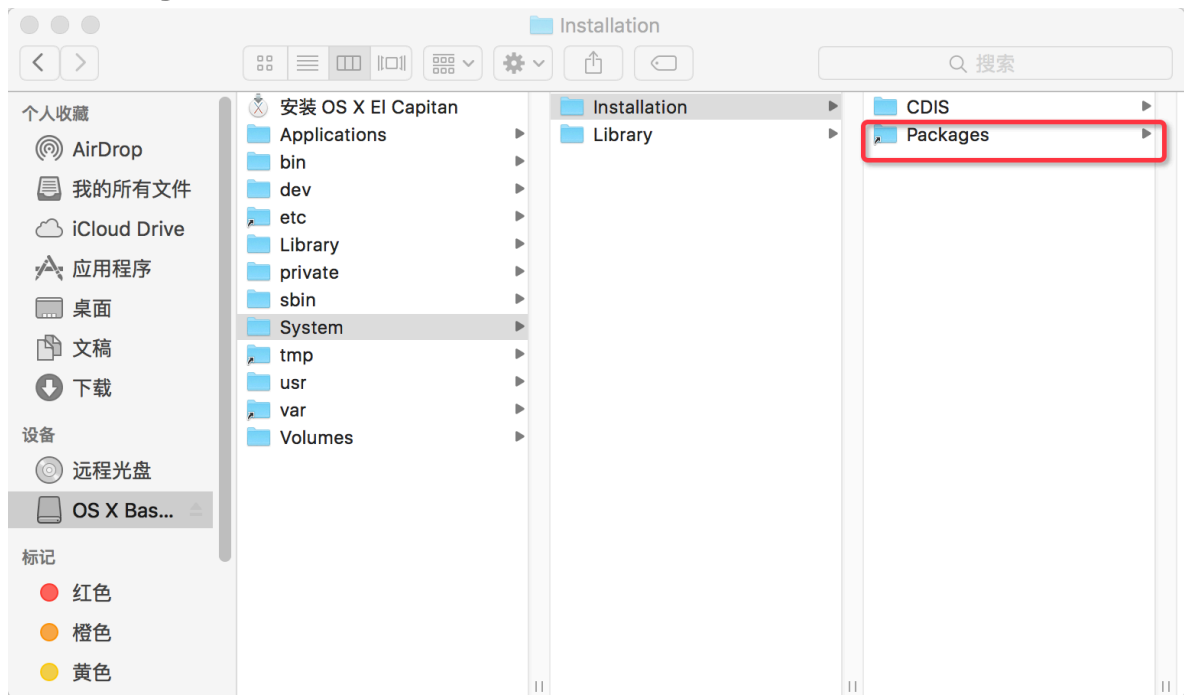 Installation
搜索
个人收藏
AirDrop
我的所有文件
iCloud Drive
应用程序
桌面
文稿
下载
设备
远程光盘
OS X Bas...
标记
红色
橙色
黄色
安装 OS X El Capitan
Applications
bin
dev
etc
Library
private
sbin
System
tmp
usr
var
Volumes
Installation
Library
CDIS
Packages